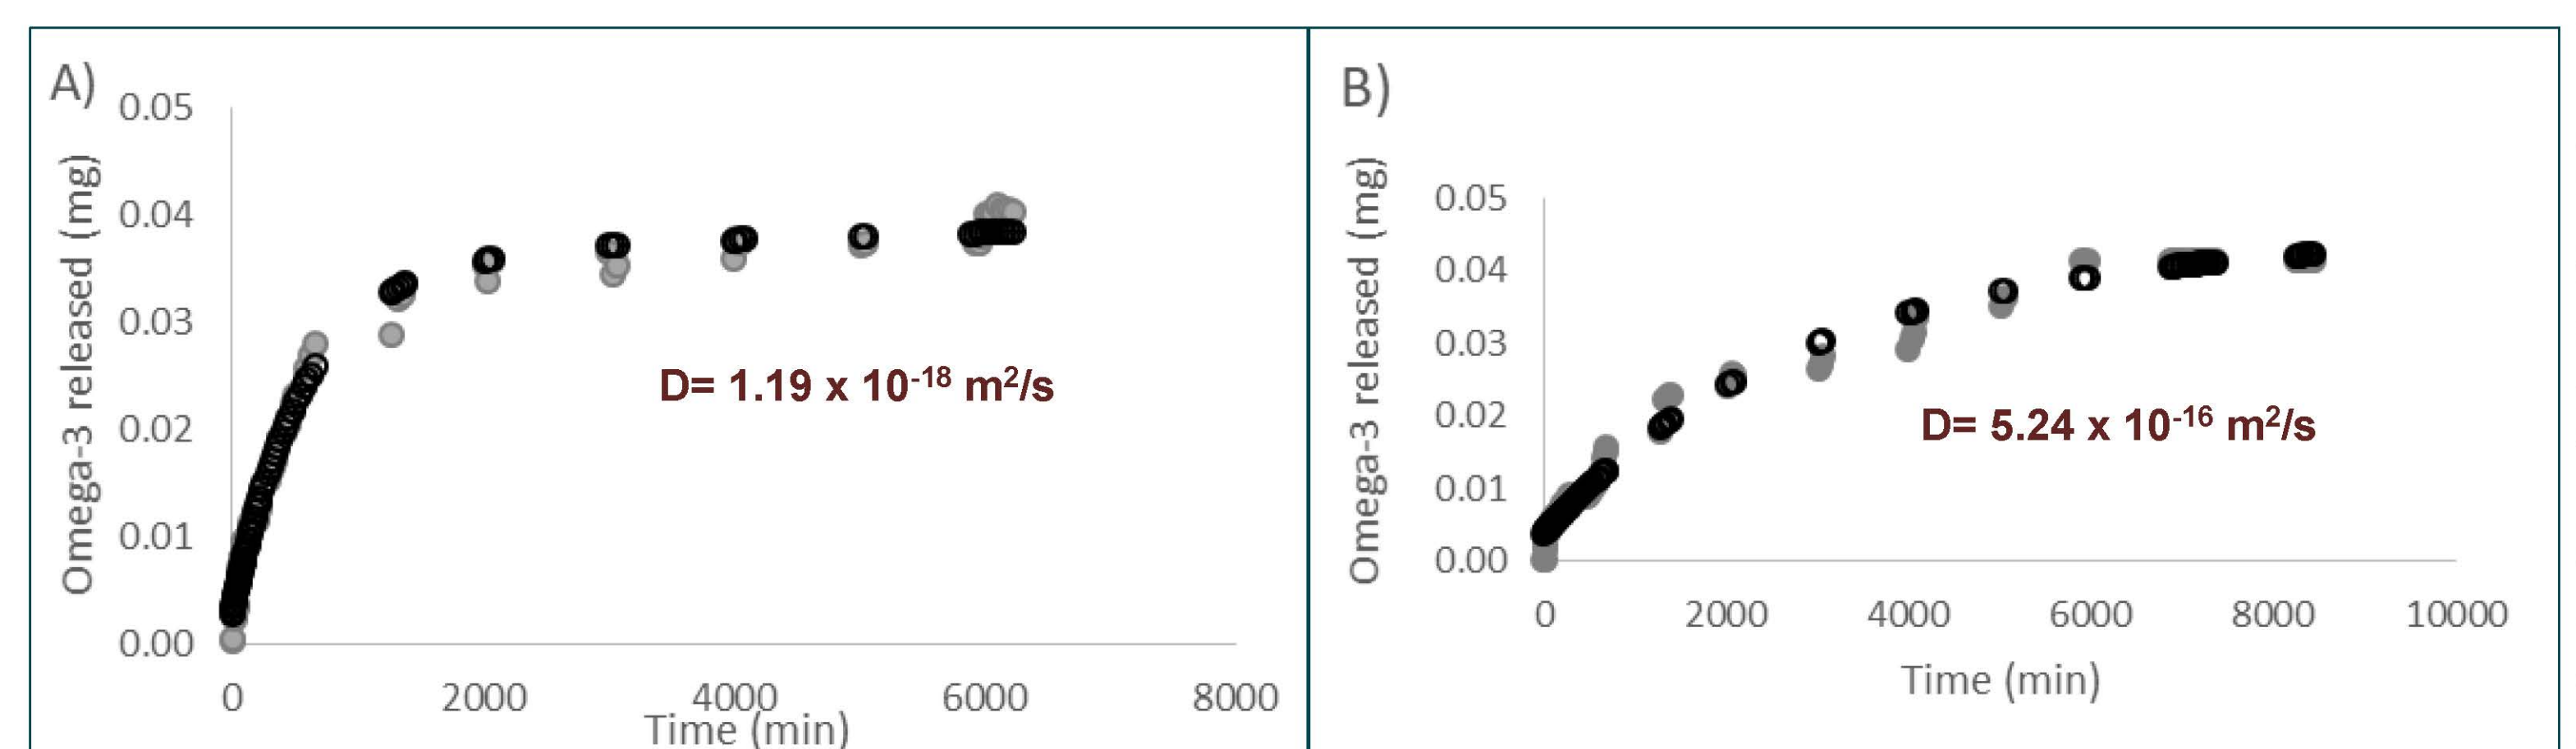 A)
0.05
0.04
0.03
0.02
0.01
0.00
Omega-3 released (mg)
D= 1.19 x 10⁻¹⁸ m²/s
0 2000 4000 6000 8000
Time (min)
B)
0.05
0.04
0.03
0.02
0.01
0.00
Omega-3 released (mg)
D= 5.24 x 10⁻¹⁶ m²/s
0 2000 4000 6000 8000 10000
Time (min)